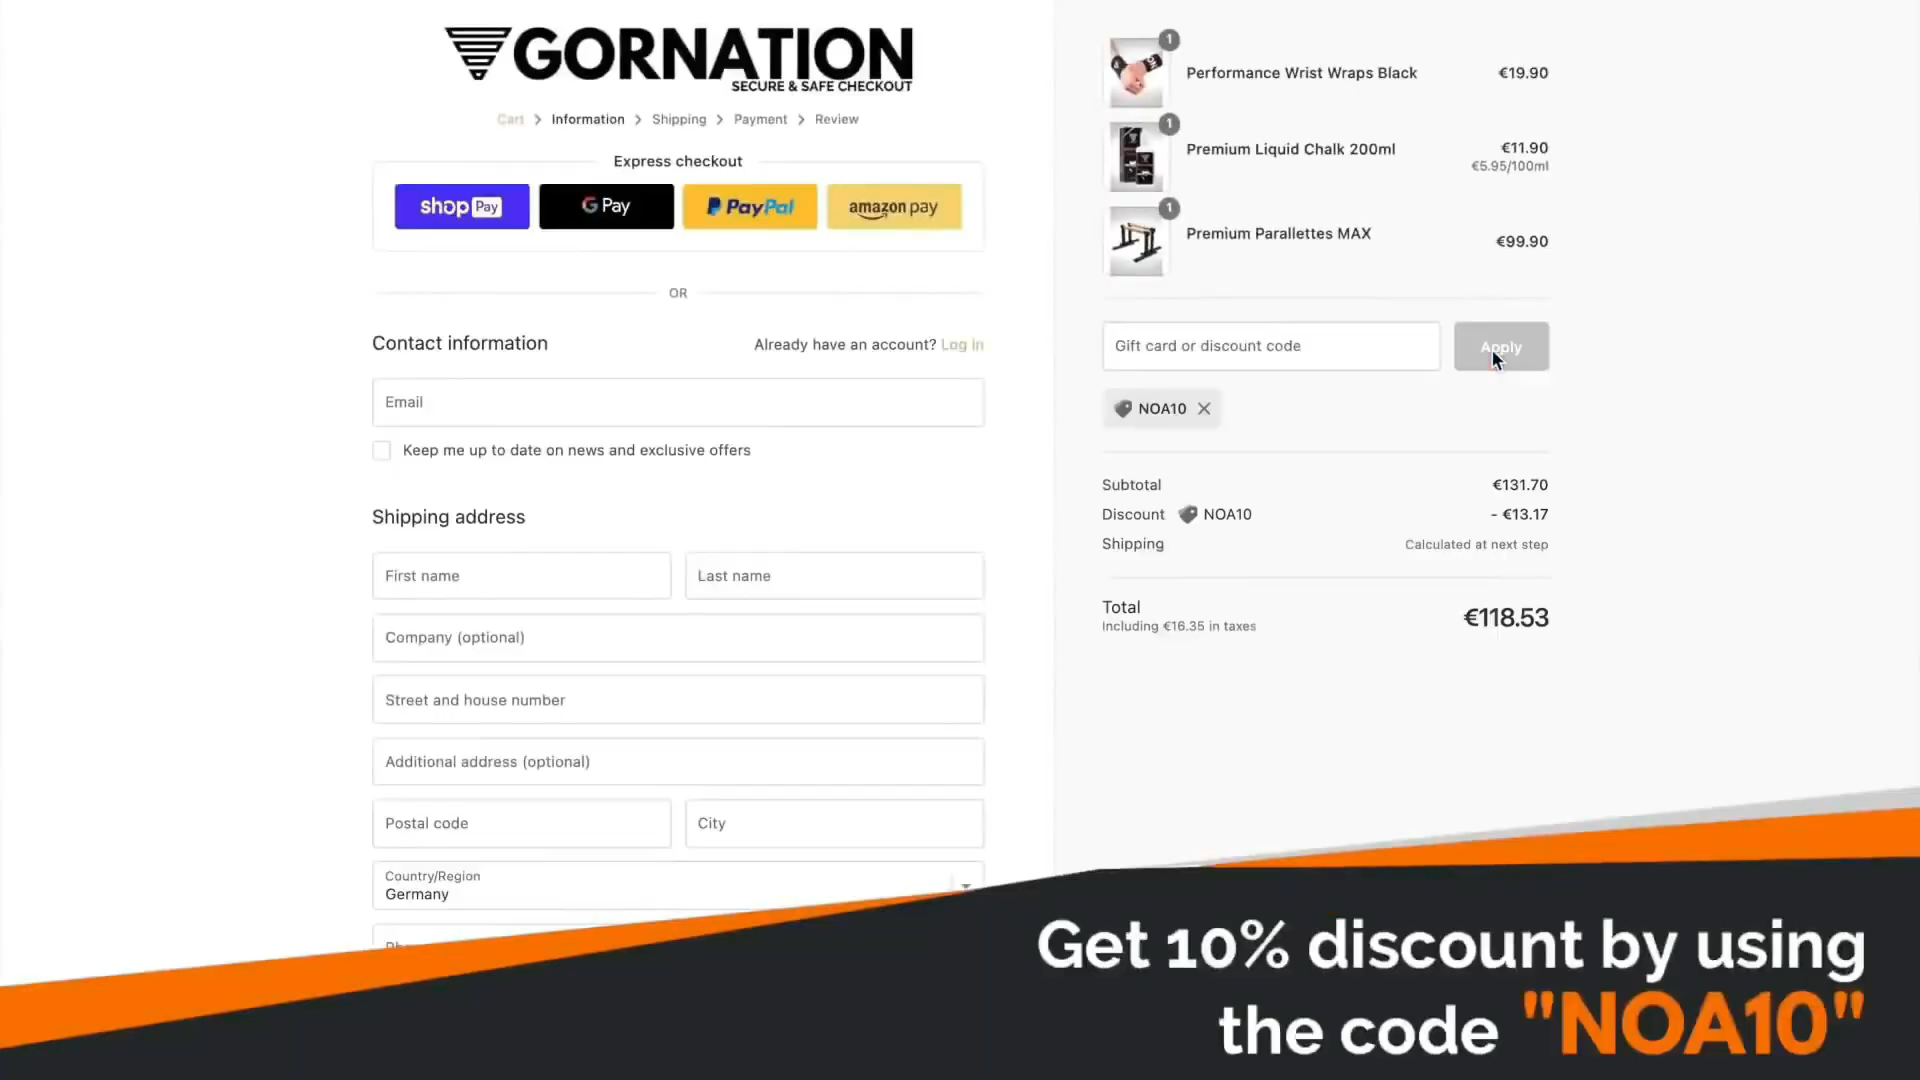 GORNATION
SECURE & SAFE CHECKOUT
Cart > Information > Shipping > Payment > Review
Express checkout
shop Pay
G Pay
PayPal
amazon pay
OR
Contact information
Already have an account? Log in
Email
Keep me up to date on news and exclusive offers
Shipping address
First name
Last name
Company (optional)
Street and house number
Additional address (optional)
Postal code
City
Country/Region
Germany
1
Performance Wrist Wraps Black
€19.90
1
Premium Liquid Chalk 200ml
€11.90
€5.95/100ml
1
Premium Parallettes MAX
€99.90
Gift card or discount code
Apply
NOA10
Subtotal
€131.70
Discount NOA10
- €13.17
Shipping
Calculated at next step
Total
Including €16.35 in taxes
€118.53
Get 10% discount by using
the code "NOA10"